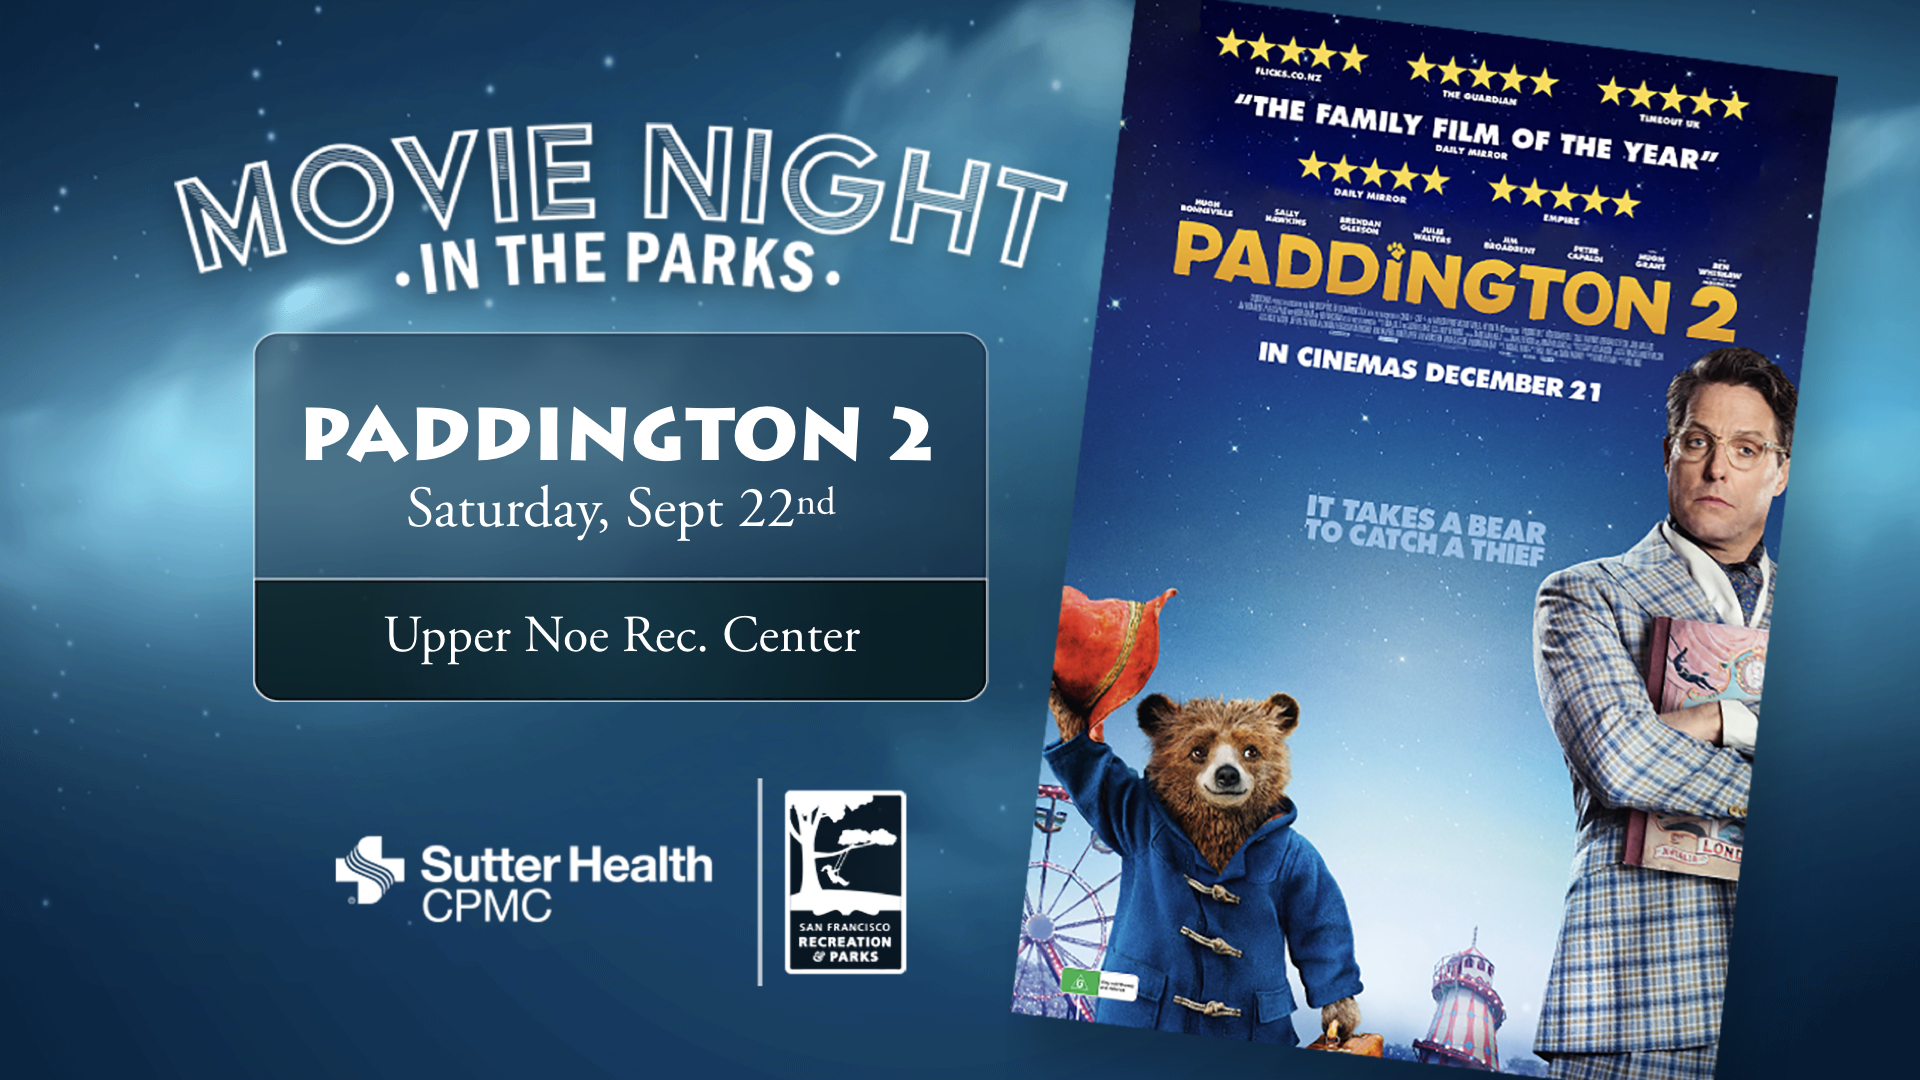 MOVIE NIGHT
• IN THE PARKS •
PADDINGTON 2
Saturday, Sept 22nd
Upper Noe Rec. Center
Sutter Health
CPMC
SAN FRANCISCO
RECREATION
& PARKS
FLICKS.CO.NZ
THE GUARDIAN
TIMEOUT UK
"THE FAMILY FILM OF THE YEAR"
DAILY MIRROR
DAILY MIRROR
EMPIRE
HUGH BONNEVILLE
SALLY HAWKINS
BRENDAN GLEESON
JULIE WALTERS
JIM BROADBENT
PETER CAPALDI
HUGH GRANT
BEN WHISHAW
PADDINGTON 2
IN CINEMAS DECEMBER 21
IT TAKES A BEAR
TO CATCH A THIEF
LOND
G